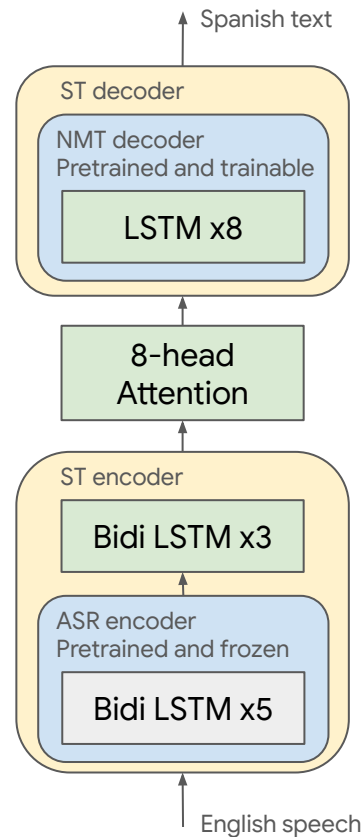 Spanish text
ST decoder
NMT decoder
Pretrained and trainable
LSTM x8
8-head
Attention
ST encoder
Bidi LSTM x3
ASR encoder
Pretrained and frozen
Bidi LSTM x5
English speech